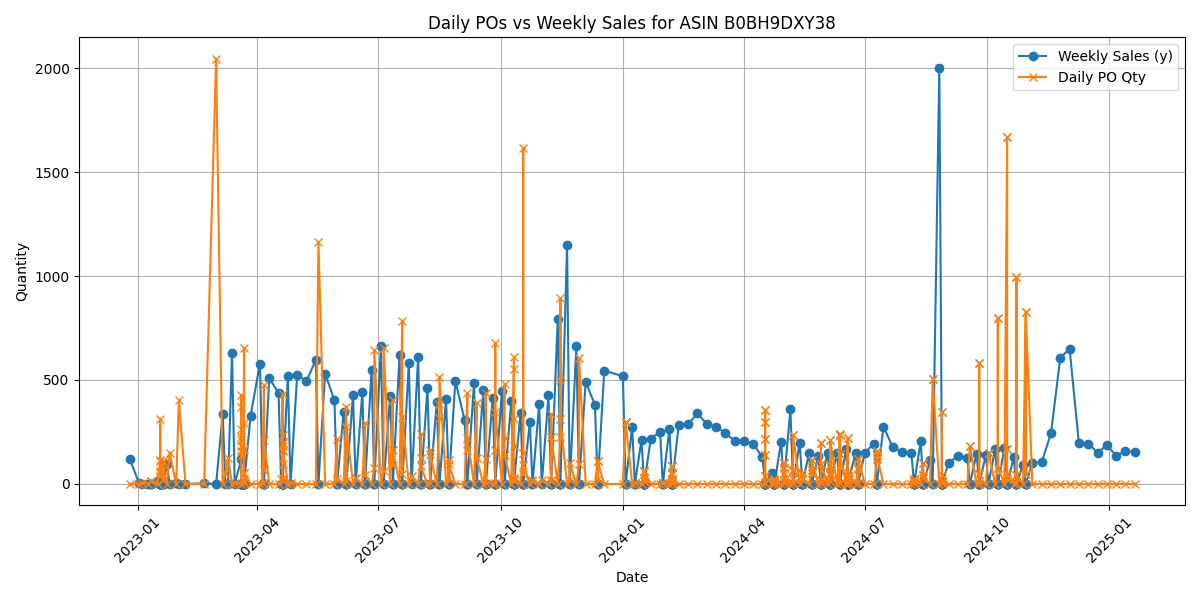 Daily POs vs Weekly Sales for ASIN B0BH9DXY38
Weekly Sales (y)
Daily PO Qty
Quantity
2000
1500
1000
500
0
2023-01
2023-04
2023-07
2023-10
2024-01
2024-04
2024-07
2024-10
2025-01
Date